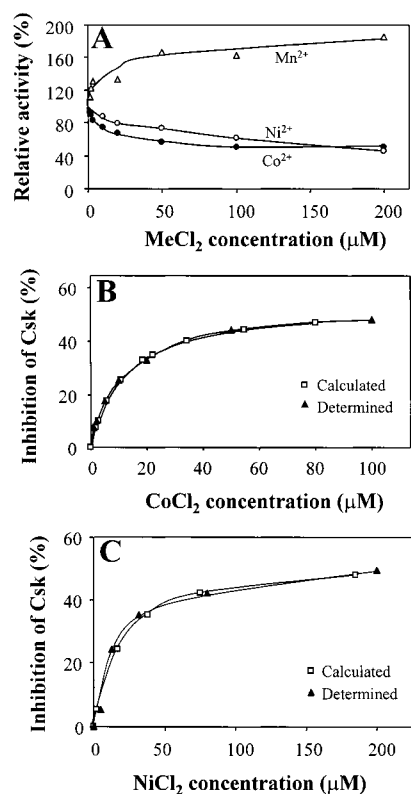 A
Relative activity (%)
200
160
120
80
40
0
Mn2+
Ni2+
Co2+
0
50
100
150
200
MeCl2 concentration (μM)
B
Inhibition of Csk (%)
60
40
20
0
Calculated
Determined
0
20
40
60
80
100
CoCl2 concentration (μM)
C
Inhibition of Csk (%)
60
40
20
0
Calculated
Determined
0
50
100
150
200
NiCl2 concentration (μM)